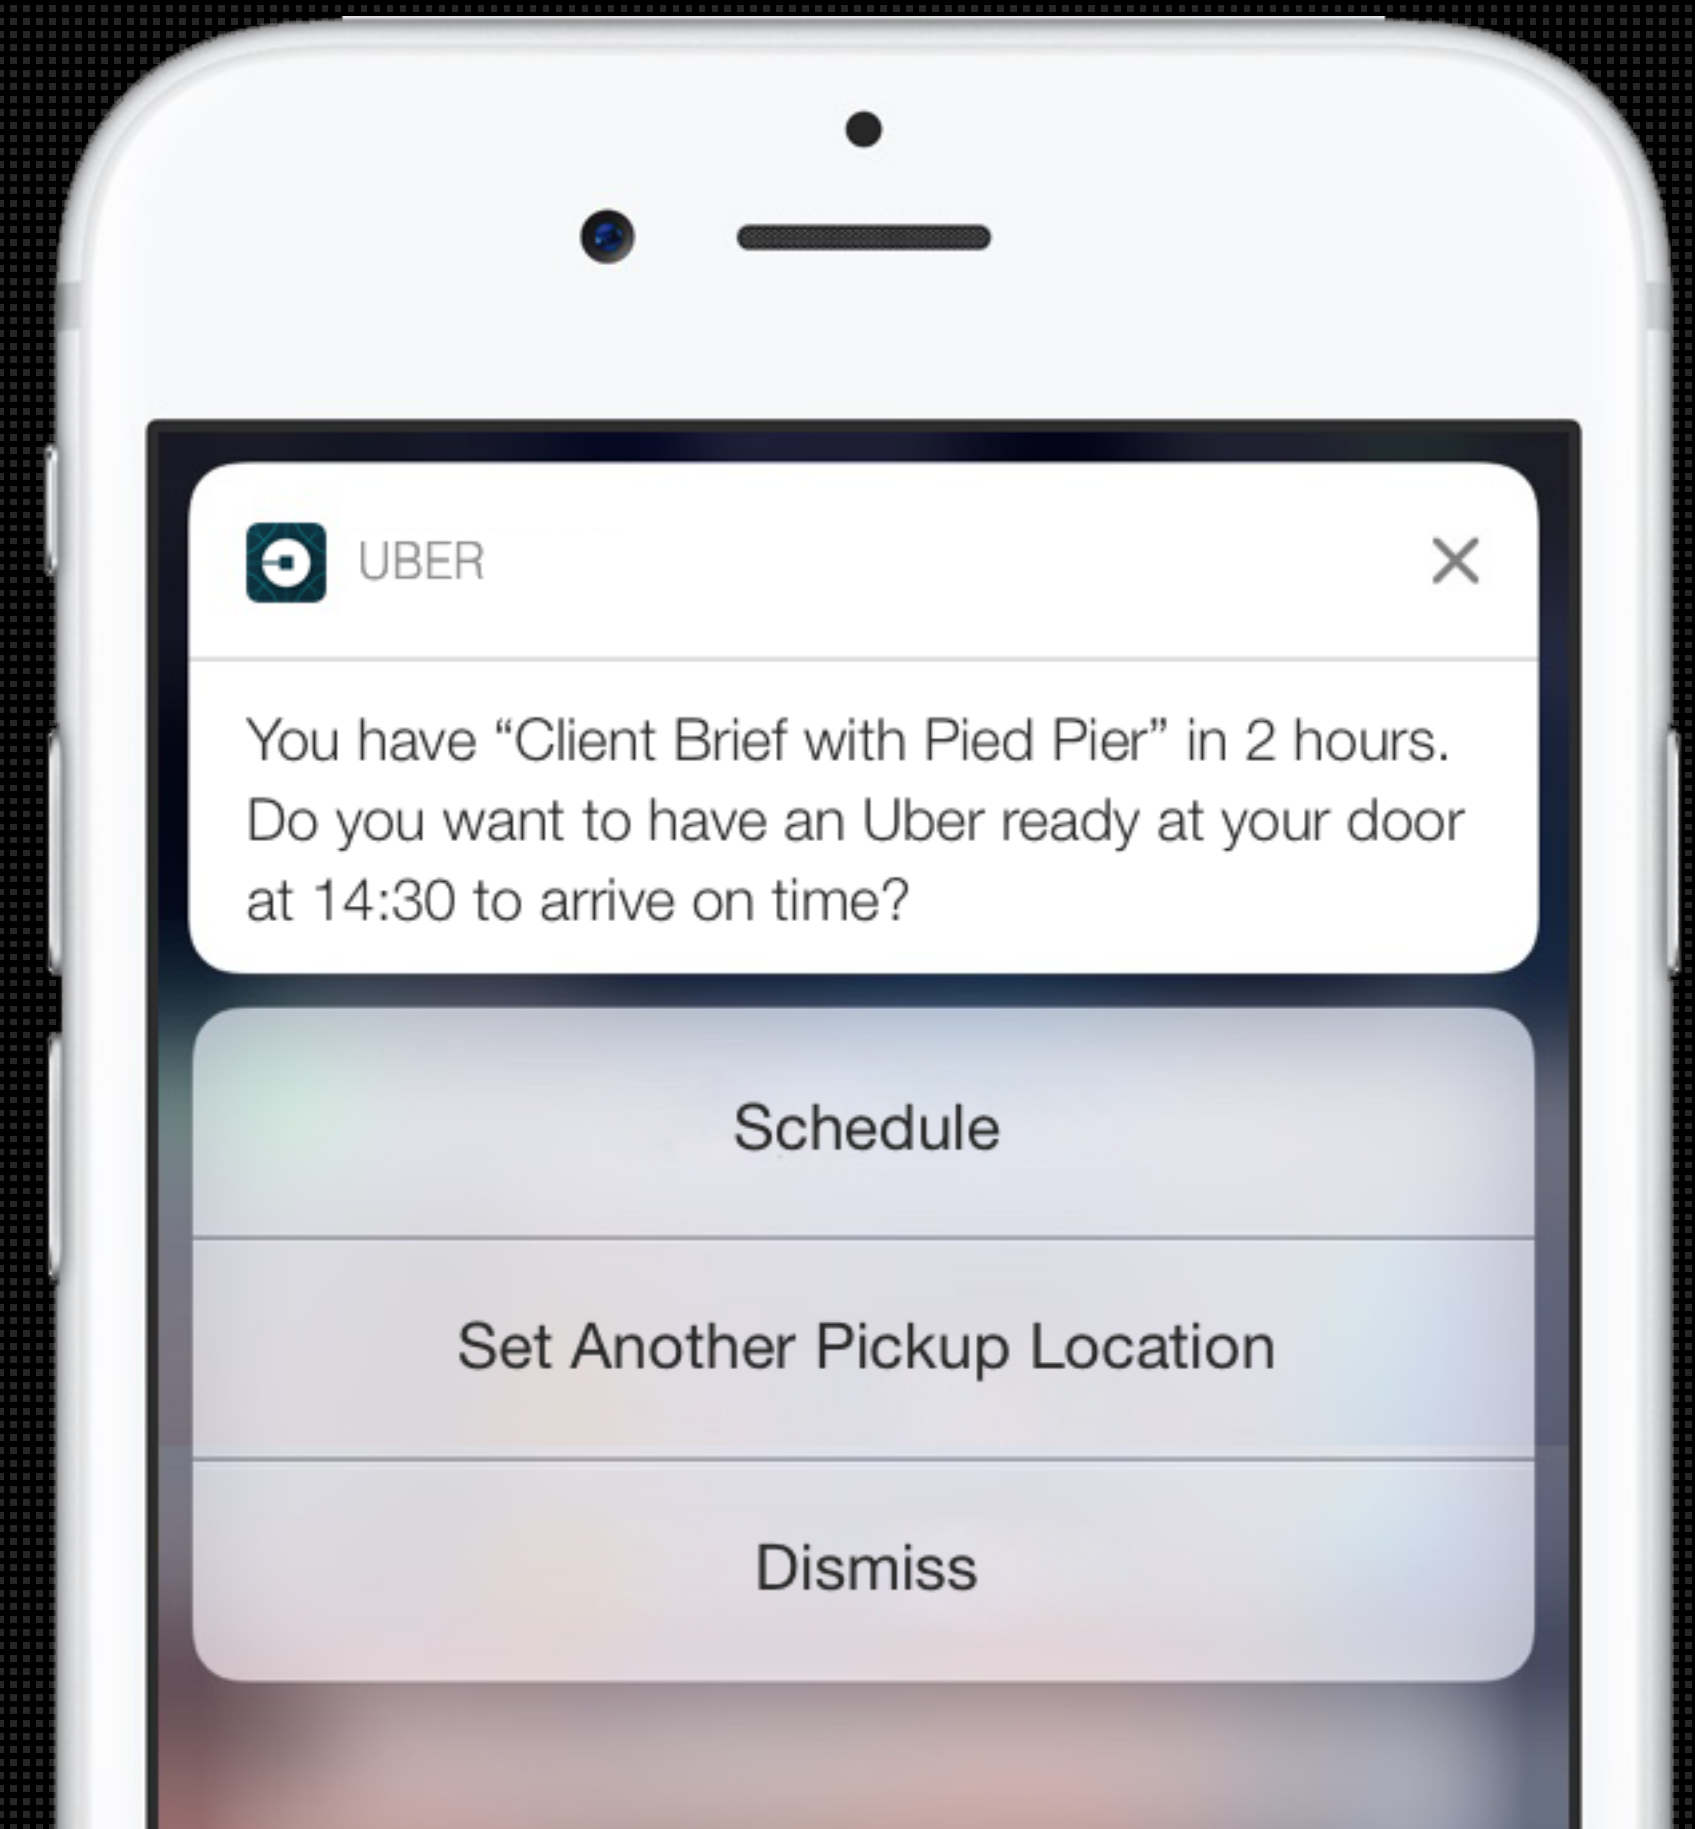 UBER
You have “Client Brief with Pied Pier” in 2 hours.
Do you want to have an Uber ready at your door
at 14:30 to arrive on time?
Schedule
Set Another Pickup Location
Dismiss